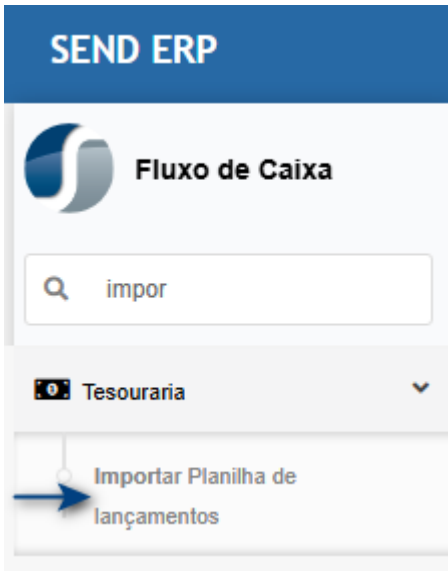 SEND ERP
Fluxo de Caixa
impor
Tesouraria
Importar Planilha de
lançamentos